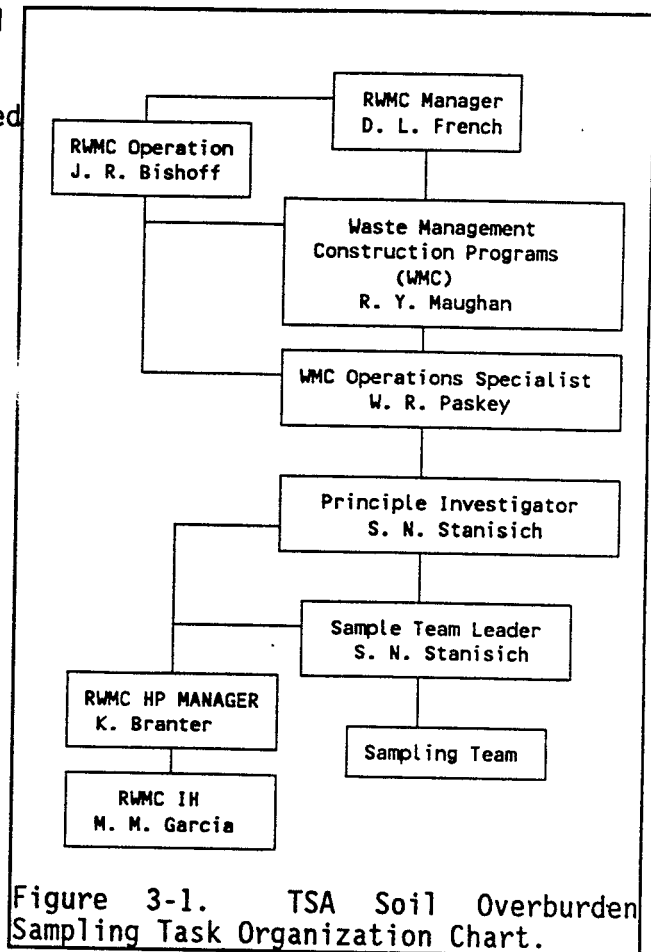 ed
RWMC Manager
D. L. French
RWMC Operation
J. R. Bishoff
Waste Management
Construction Programs
(WMC)
R. Y. Maughan
WMC Operations Specialist
W. R. Paskey
Principle Investigator
S. N. Stanisich
Sample Team Leader
S. N. Stanisich
RWMC HP MANAGER
K. Branter
Sampling Team
RWMC IH
M. M. Garcia
Figure 3-1. TSA Soil Overburden
Sampling Task Organization Chart.